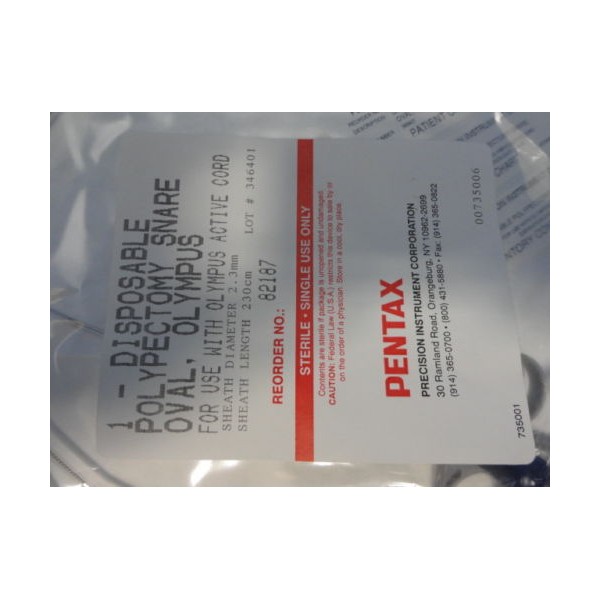 1 - DISPOSABLE
POLYPECTOMY SNARE
OVAL, OLYMPUS
FOR USE WITH OLYMPUS ACTIVE CORD
SHEATH DIAMETER 2.3mm
SHEATH LENGTH 230cm LOT # 346401
REORDER NO.: 82187
STERILE • SINGLE USE ONLY
Contents are sterile if package is unopened and undamaged.
CAUTION: Federal Law (U.S.A.) restricts this device to sale by or
on the order of a physician. Store in a cool, dry place.
PENTAX
PRECISION INSTRUMENT CORPORATION
30 Ramland Road, Orangeburg, NY 10962-2699
(914) 365-0700 • (800) 431-5880 • Fax: (914) 365-0822
00735006
735001
DESCRIPTION
PATIENT